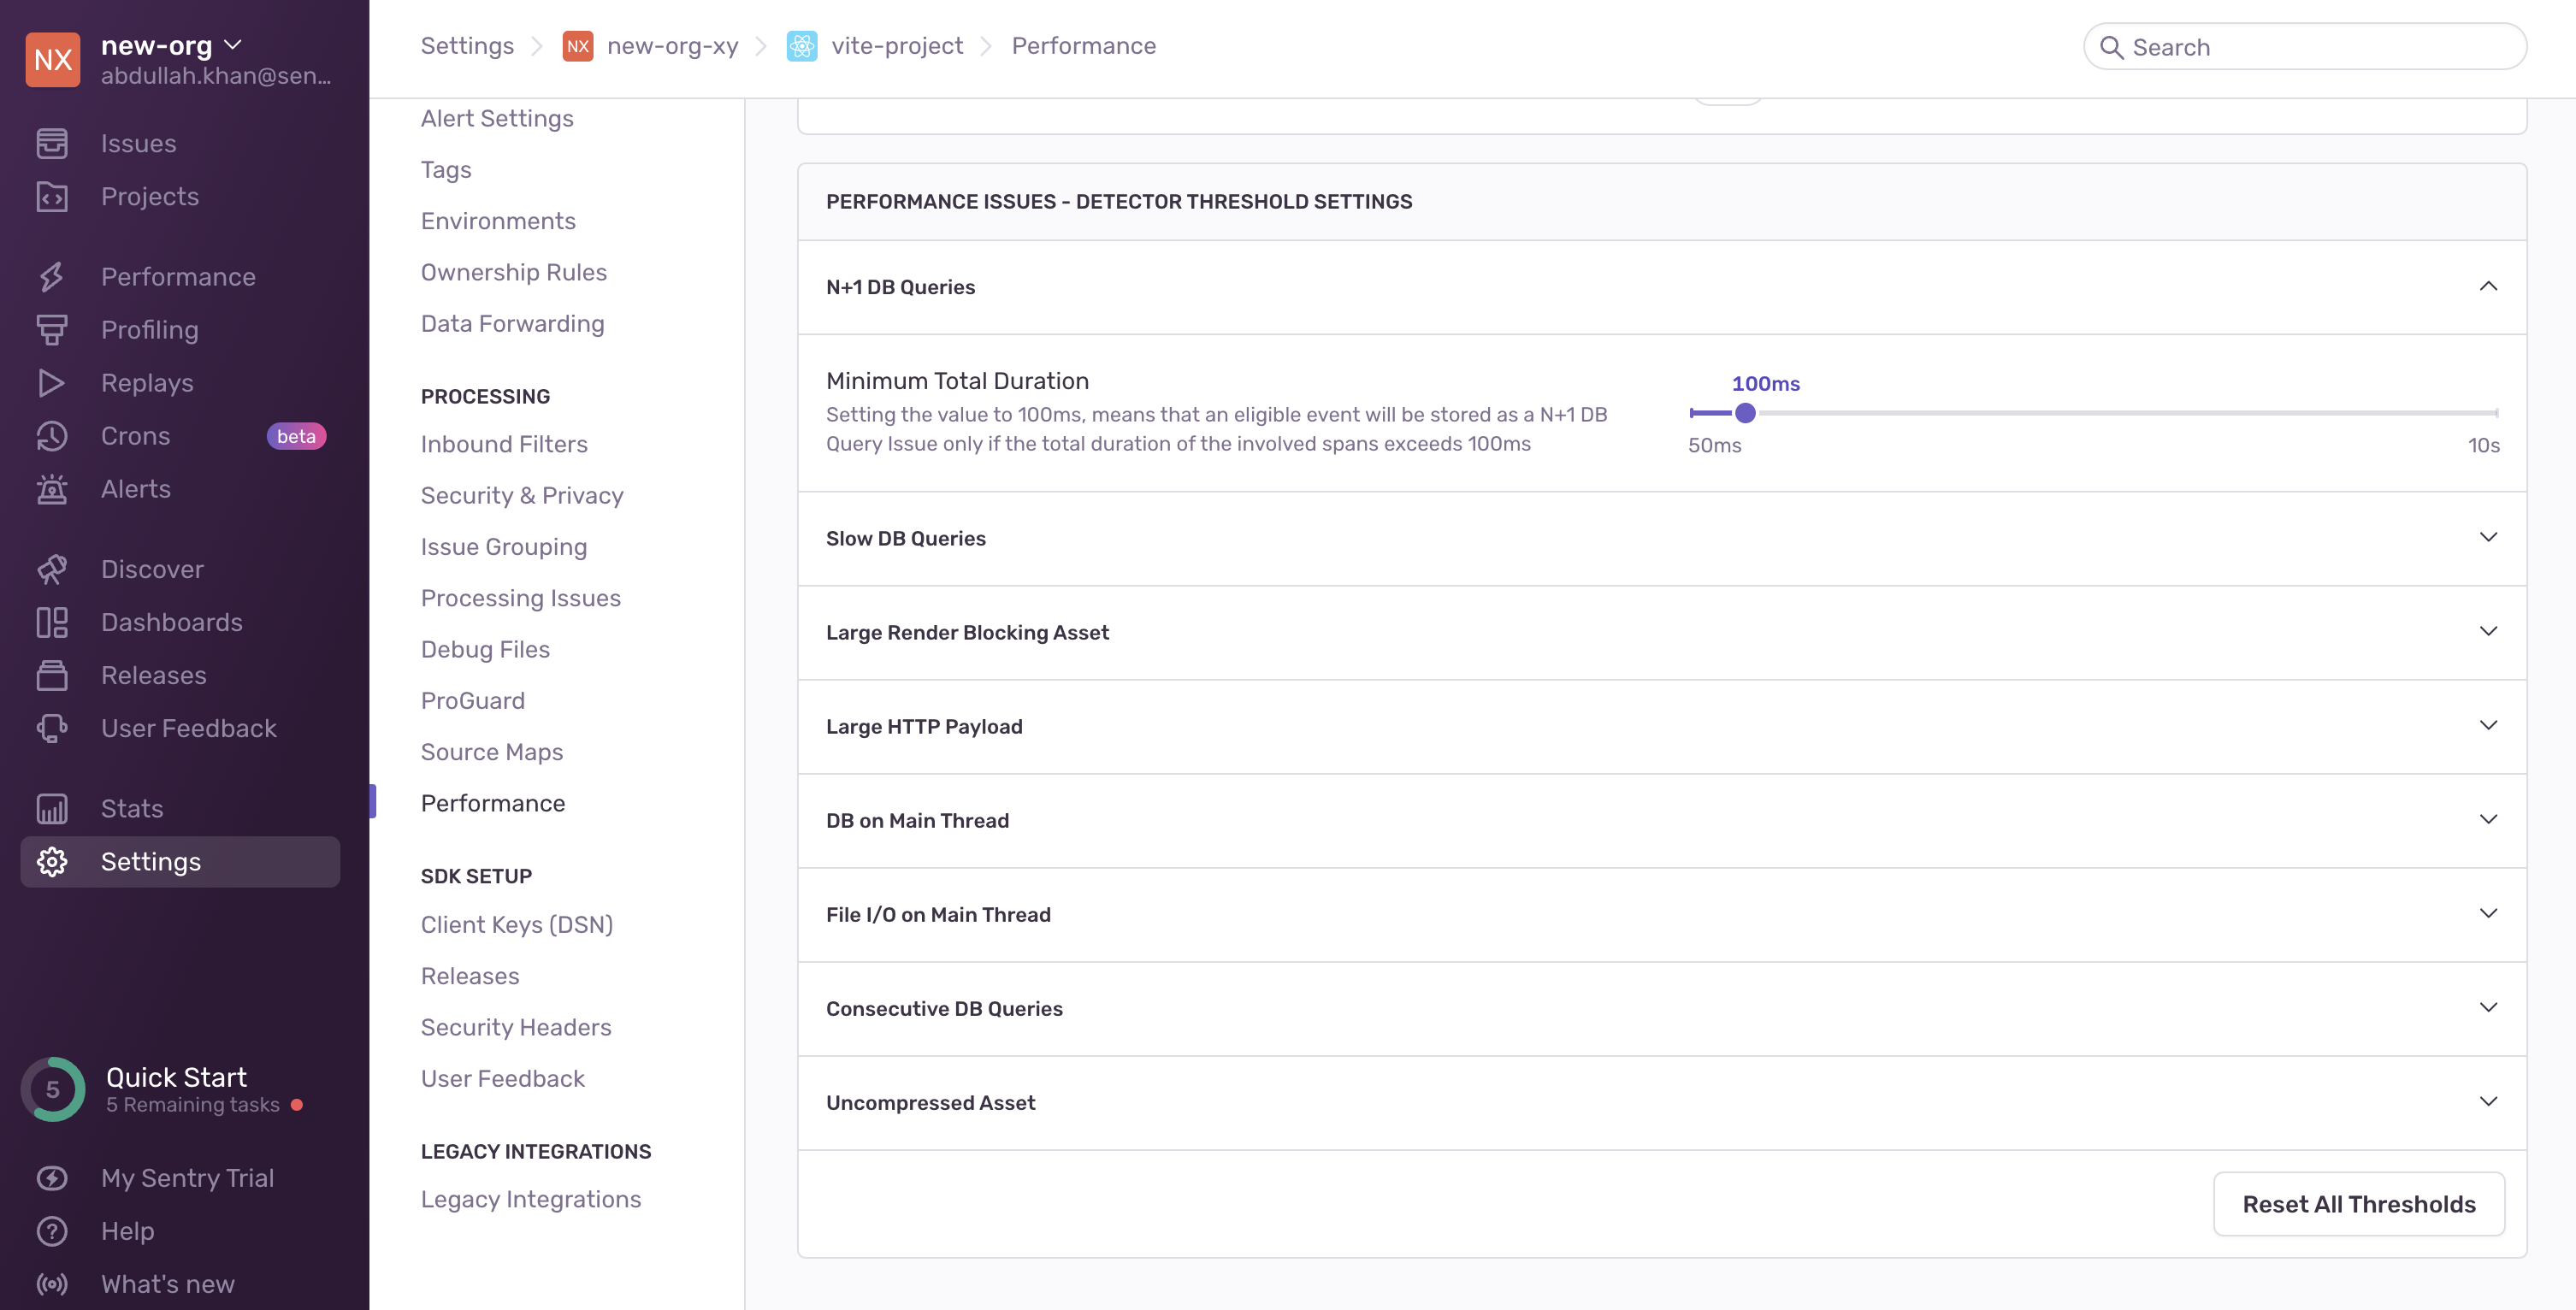 NX
new-org
abdullah.khan@sen...
Issues
Projects
Performance
Profiling
Replays
Crons
beta
Alerts
Discover
Dashboards
Releases
User Feedback
Stats
Settings
5
Quick Start
5 Remaining tasks
My Sentry Trial
Help
What's new
Settings
NX
new-org-xy
vite-project
Performance
Search
Alert Settings
Tags
Environments
Ownership Rules
Data Forwarding
PROCESSING
Inbound Filters
Security & Privacy
Issue Grouping
Processing Issues
Debug Files
ProGuard
Source Maps
Performance
SDK SETUP
Client Keys (DSN)
Releases
Security Headers
User Feedback
LEGACY INTEGRATIONS
Legacy Integrations
PERFORMANCE ISSUES - DETECTOR THRESHOLD SETTINGS
N+1 DB Queries
Minimum Total Duration
Setting the value to 100ms, means that an eligible event will be stored as a N+1 DB
Query Issue only if the total duration of the involved spans exceeds 100ms
100ms
50ms
10s
Slow DB Queries
Large Render Blocking Asset
Large HTTP Payload
DB on Main Thread
File I/O on Main Thread
Consecutive DB Queries
Uncompressed Asset
Reset All Thresholds